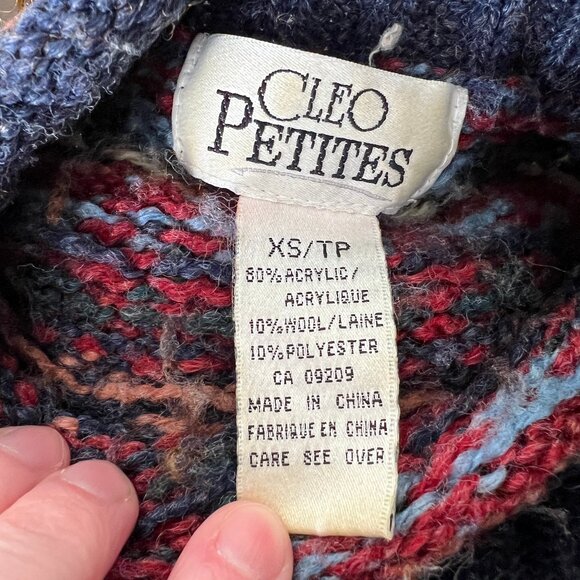 CLEO
PETITES
XS/TP
80% ACRYLIC/
ACRYLIQUE
10% WOOL/LAINE
10% POLYESTER
CA 09209
MADE IN CHINA
FABRIQUE EN CHINA
CARE SEE OVER